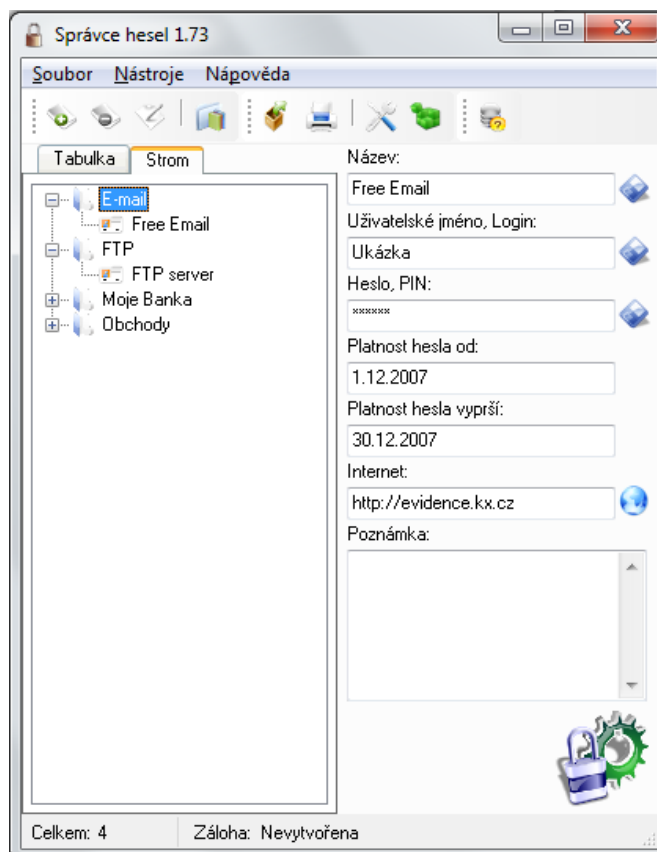 Správce hesel 1.73
Soubor Nástroje Nápověda
Tabulka Strom
E-mail
Free Email
FTP
FTP server
Moje Banka
Obchody
Název:
Free Email
Uživatelské jméno, Login:
Ukázka
Heslo, PIN:
******
Platnost hesla od:
1.12.2007
Platnost hesla vyprší:
30.12.2007
Internet:
http://evidence.kx.cz
Poznámka:
Celkem: 4 Záloha: Nevytvořena